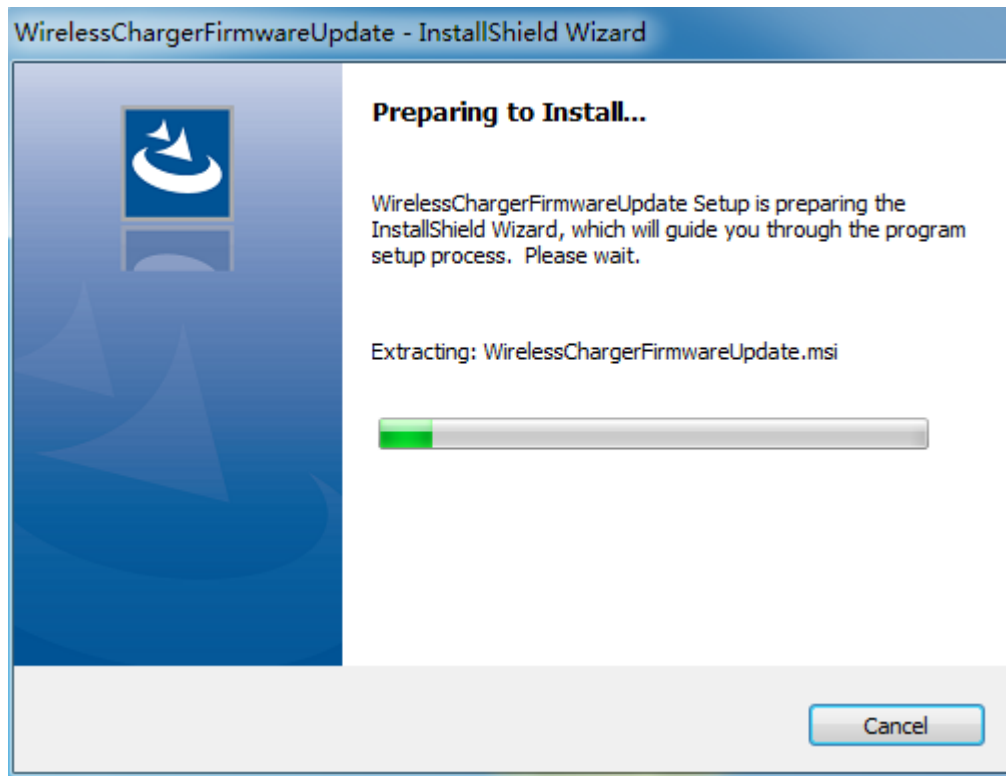 WirelessChargerFirmwareUpdate - InstallShield Wizard
Preparing to Install...
WirelessChargerFirmwareUpdate Setup is preparing the
InstallShield Wizard, which will guide you through the program
setup process.  Please wait.
Extracting: WirelessChargerFirmwareUpdate.msi
Cancel